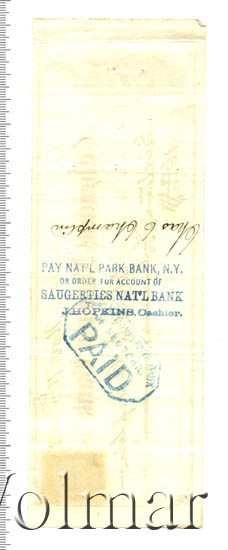 Chas C Champlin
PAY NAT'L PARK BANK, N.Y.
OR ORDER FOR ACCOUNT OF
SAUGERTIES NAT'L BANK
J.HOPKINS, Cashier.
PAID
Volmar